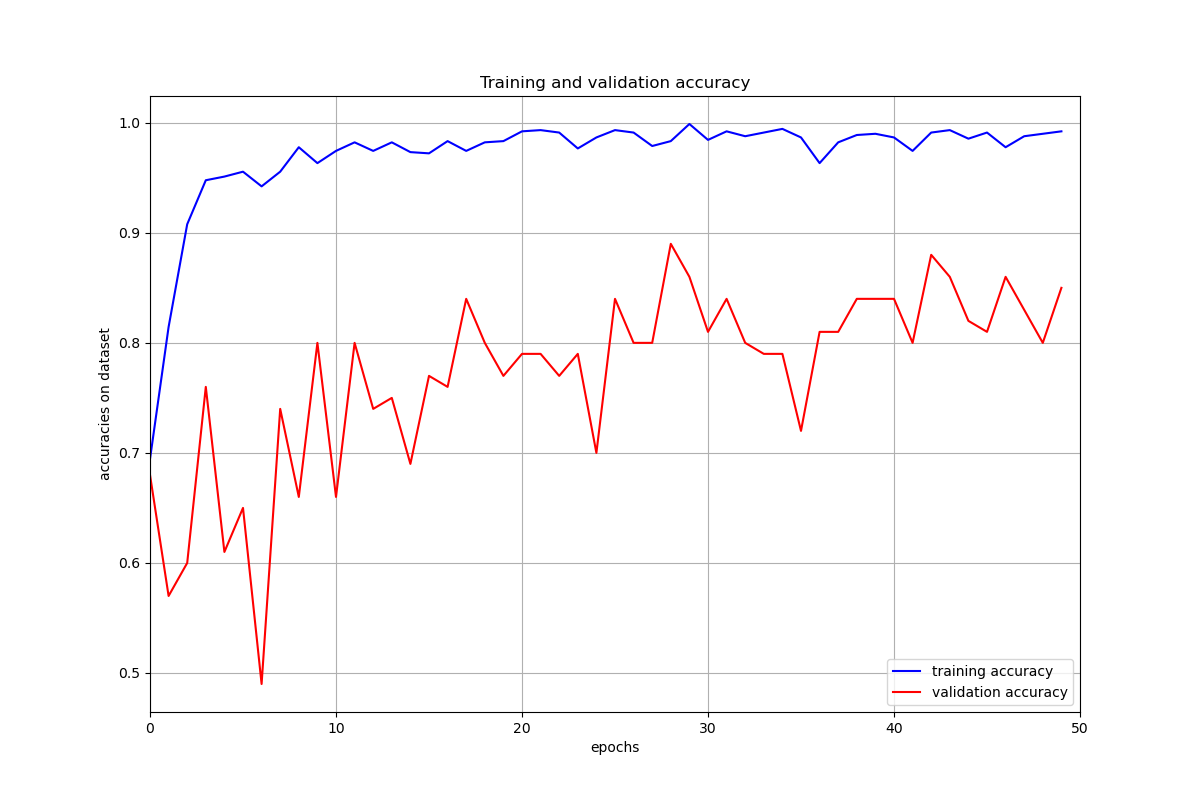 Training and validation accuracy
1.0
0.9
0.8
0.7
0.6
0.5
accuracies on dataset
training accuracy
validation accuracy
0 10 20 30 40 50
epochs